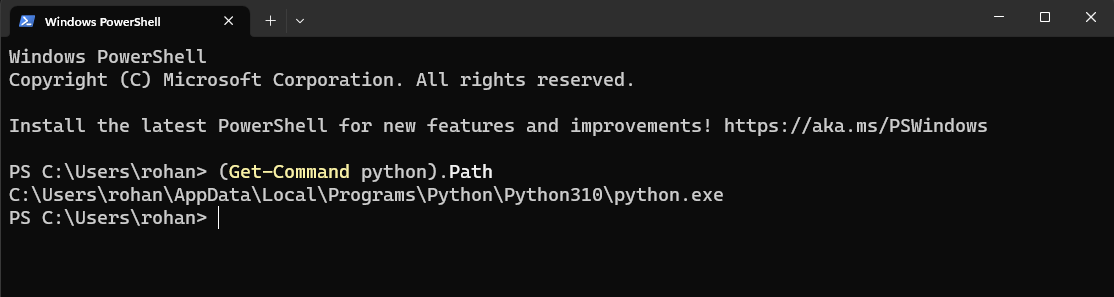 Windows PowerShell
Windows PowerShell
Copyright (C) Microsoft Corporation. All rights reserved.
Install the latest PowerShell for new features and improvements! https://aka.ms/PSWindows
PS C:\Users\rohan> (Get-Command python).Path
C:\Users\rohan\AppData\Local\Programs\Python\Python310\python.exe
PS C:\Users\rohan>